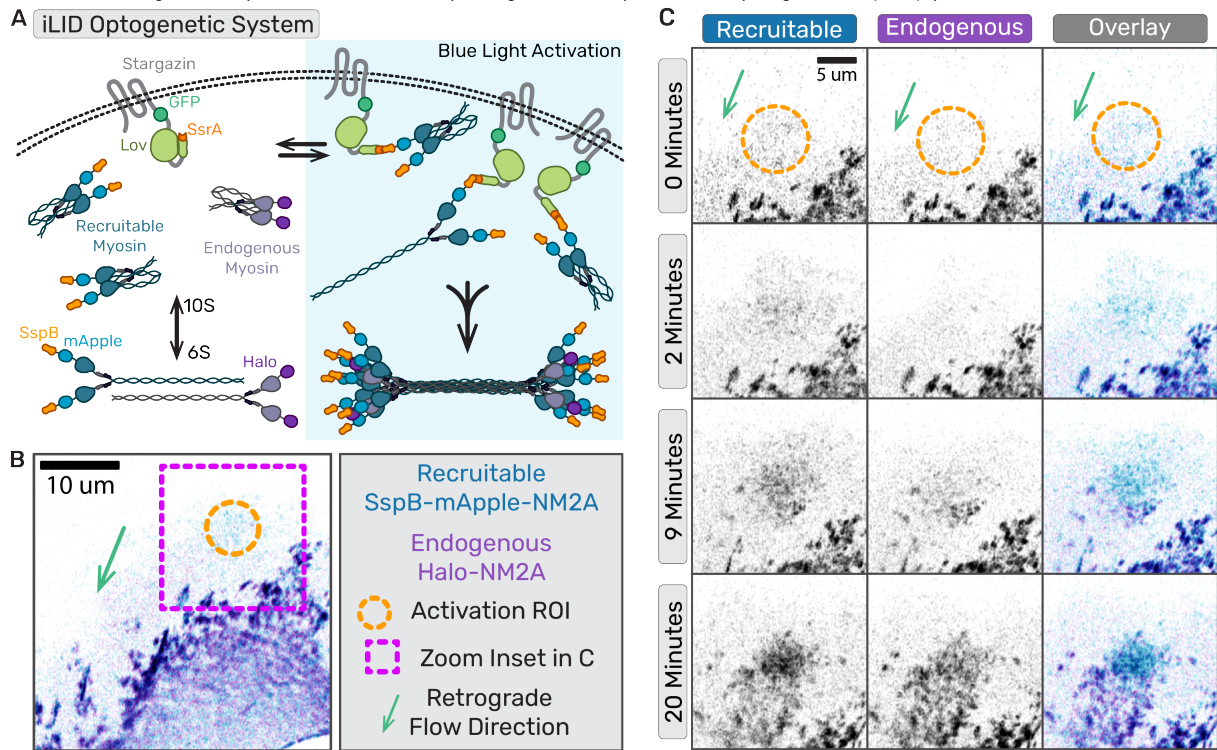 A
iLID Optogenetic System
Blue Light Activation
Stargazin
GFP
SsrA
Lov
Recruitable
Myosin
Endogenous
Myosin
10S
6S
SspB
mApple
Halo
B
10 um
Recruitable
SspB-mApple-NM2A
Endogenous
Halo-NM2A
Activation ROI
Zoom Inset in C
Retrograde
Flow Direction
C
Recruitable
Endogenous
Overlay
5 um
0 Minutes
2 Minutes
9 Minutes
20 Minutes